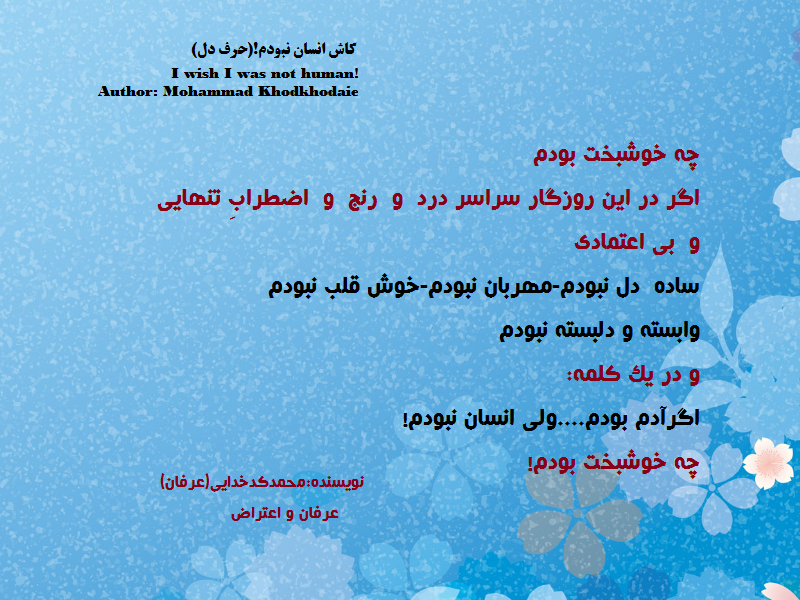 کاش انسان نبودم!(حرف دل)
I wish I was not human!
Author: Mohammad Khodkhodaie
چه خوشبخت بودم
اگر در این روزگار سراسر درد و رنج و اضطرابِ تنهایی
و بی اعتمادی
ساده دل نبودم-مهربان نبودم-خوش قلب نبودم
وابسته و دلبسته نبودم
و در یك کلمه:
اگرآدم بودم....ولی انسان نبودم!
چه خوشبخت بودم!
نویسنده:محمدکدخدایی(عرفان)
عرفان و اعتراض